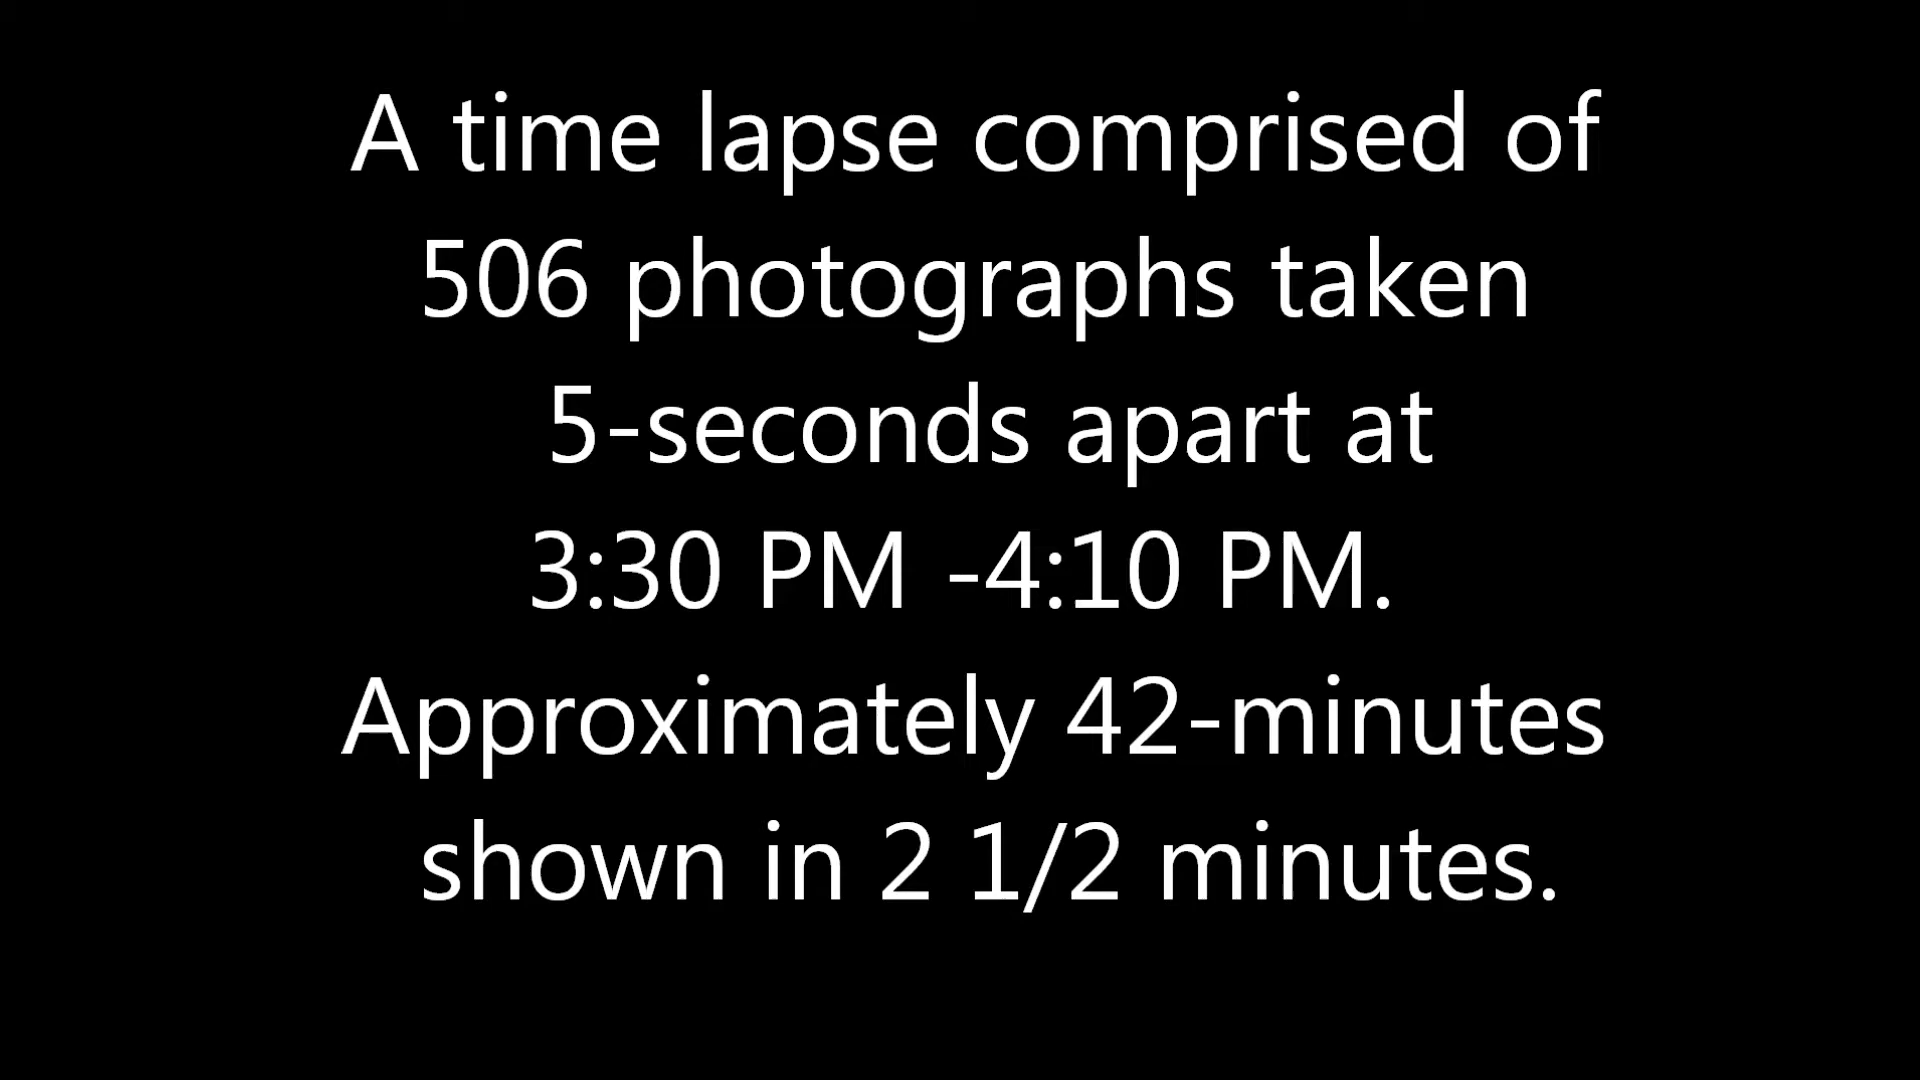 A time lapse comprised of
506 photographs taken
5-seconds apart at
3:30 PM -4:10 PM.
Approximately 42-minutes
shown in 2 1/2 minutes.